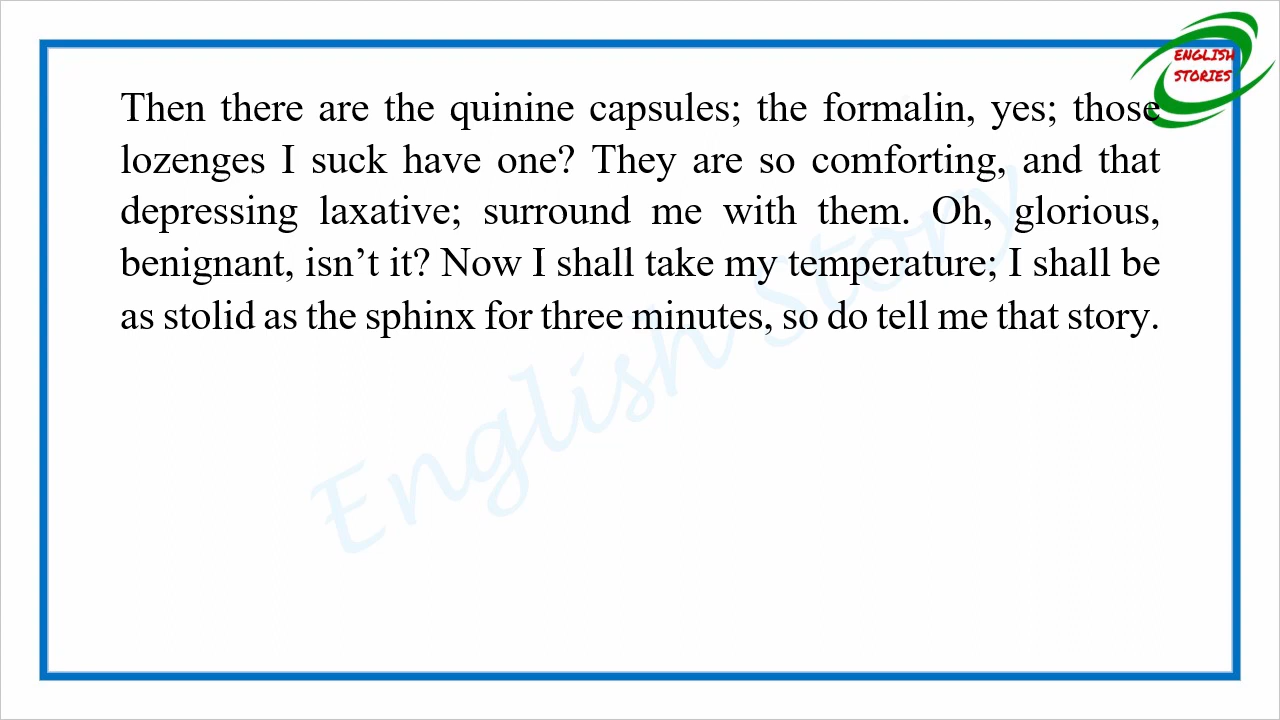 ENGLISH
STORIES
Then there are the quinine capsules; the formalin, yes; those
lozenges I suck have one? They are so comforting, and that
depressing laxative; surround me with them. Oh, glorious,
benignant, isn’t it? Now I shall take my temperature; I shall be
as stolid as the sphinx for three minutes, so do tell me that story.
English Story